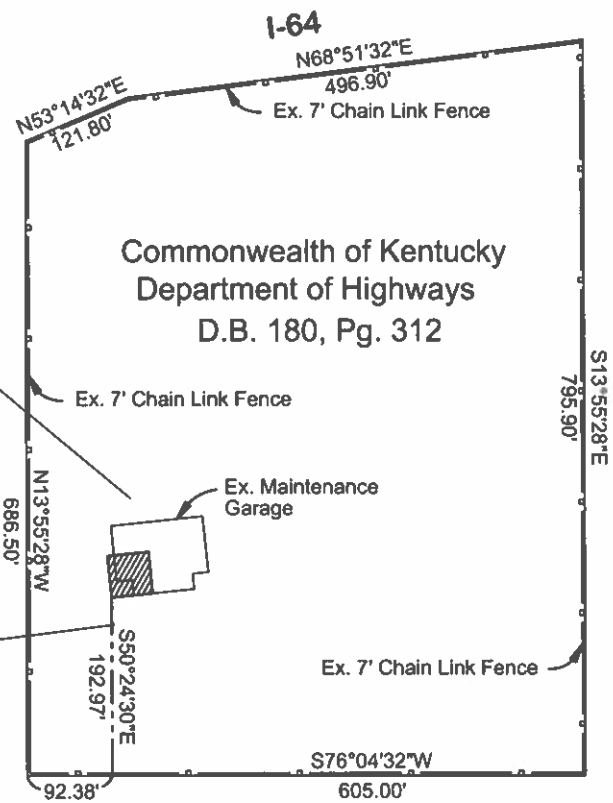 I-64
N53°14'32"E
121.80'
N68°51'32"E
496.90'
Ex. 7' Chain Link Fence
Commonwealth of Kentucky
Department of Highways
D.B. 180, Pg. 312
S13°55'28"E
795.90'
Ex. 7' Chain Link Fence
N13°55'28"W
686.50'
Ex. Maintenance
Garage
S50°24'30"E
192.97'
Ex. 7' Chain Link Fence
S76°04'32"W
92.38'
605.00'